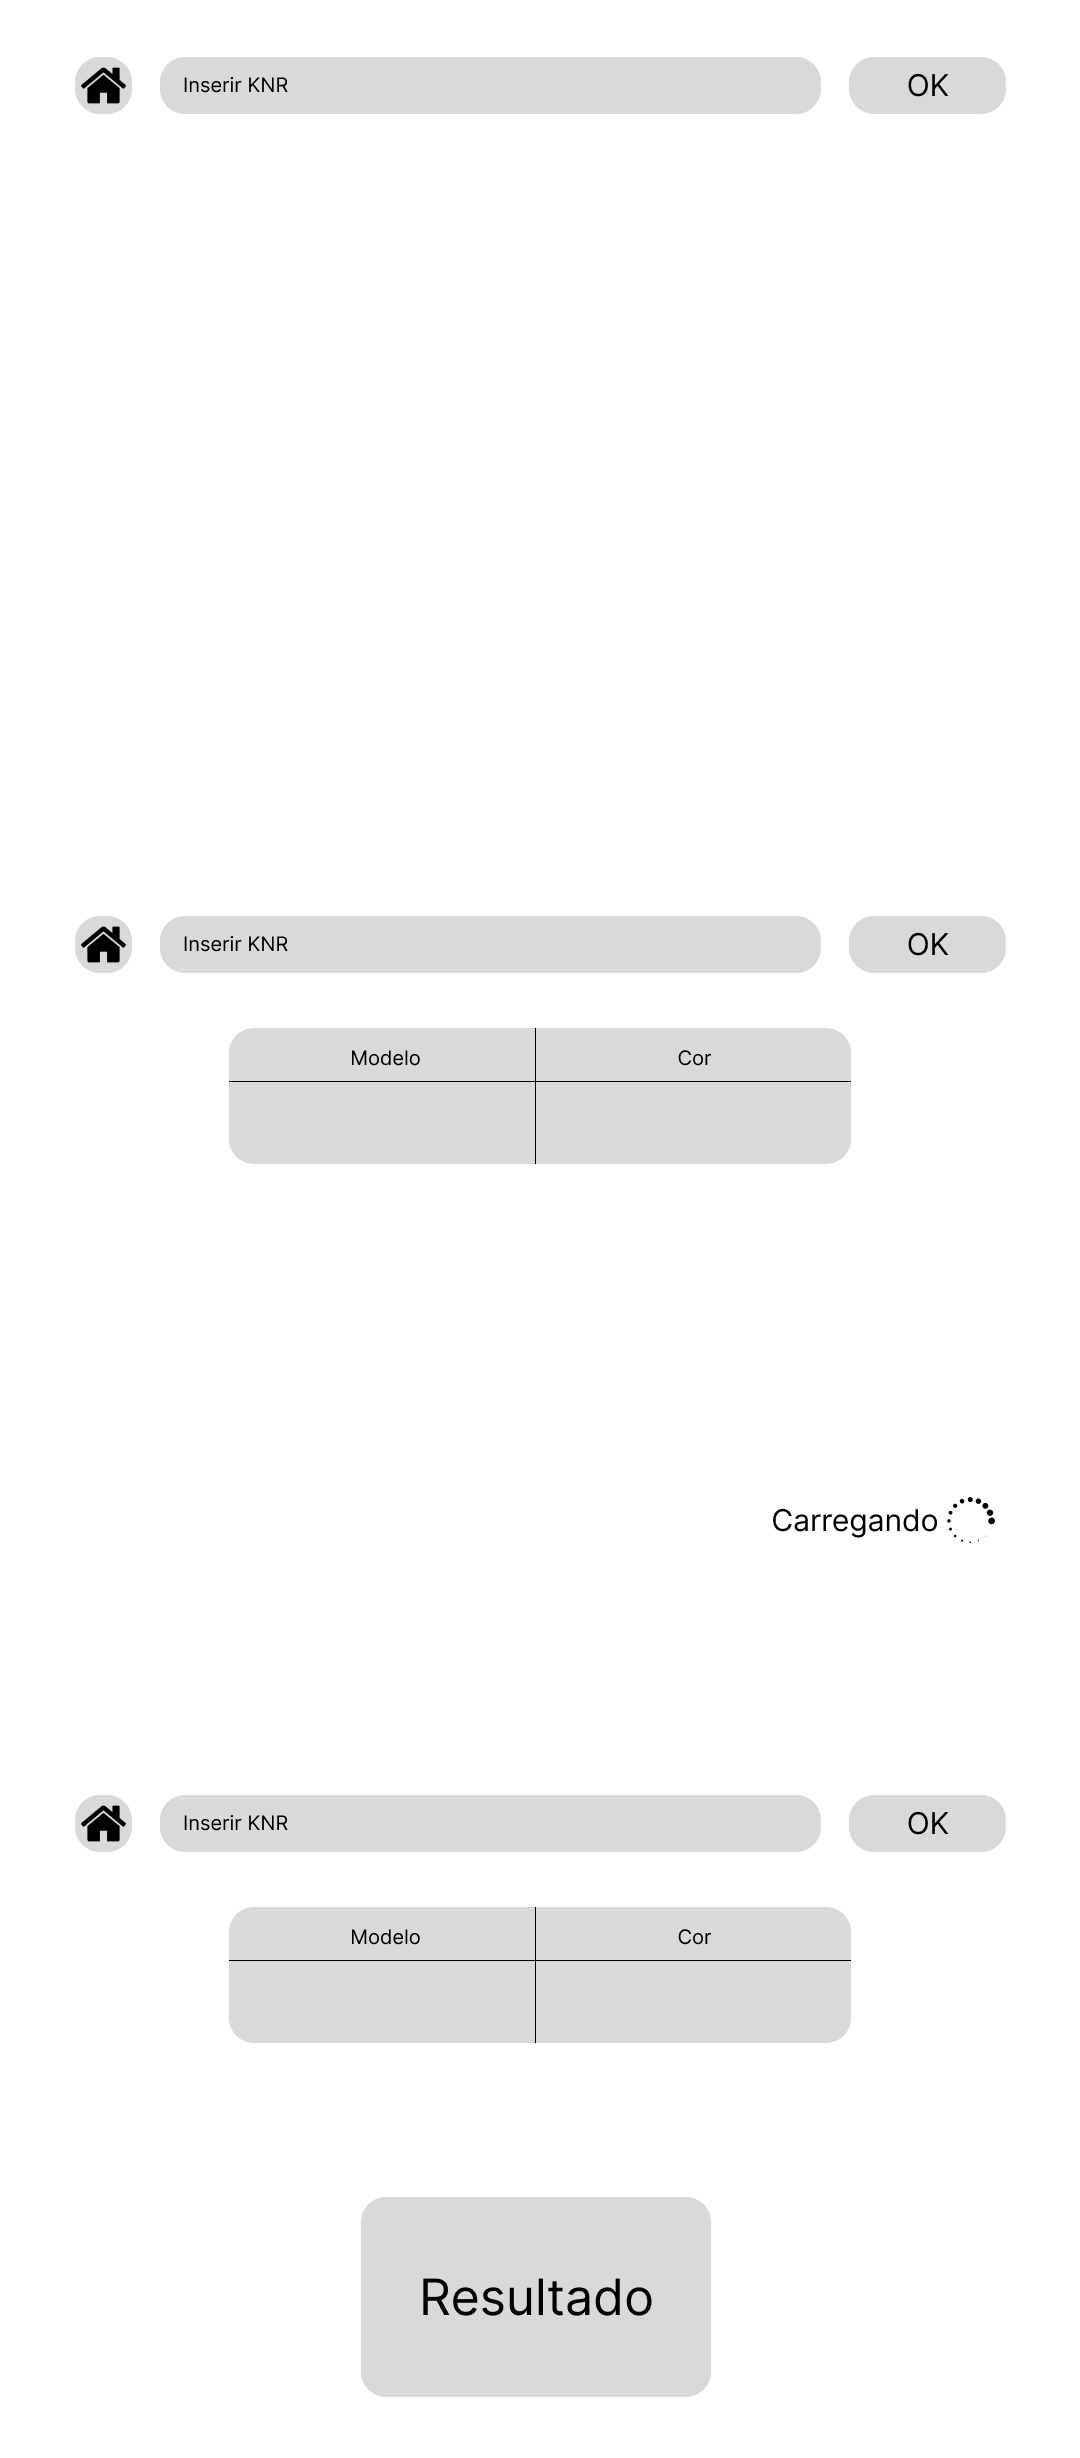 Inserir KNR
OK
Inserir KNR
OK
Modelo
Cor
Carregando
Inserir KNR
OK
Modelo
Cor
Resultado